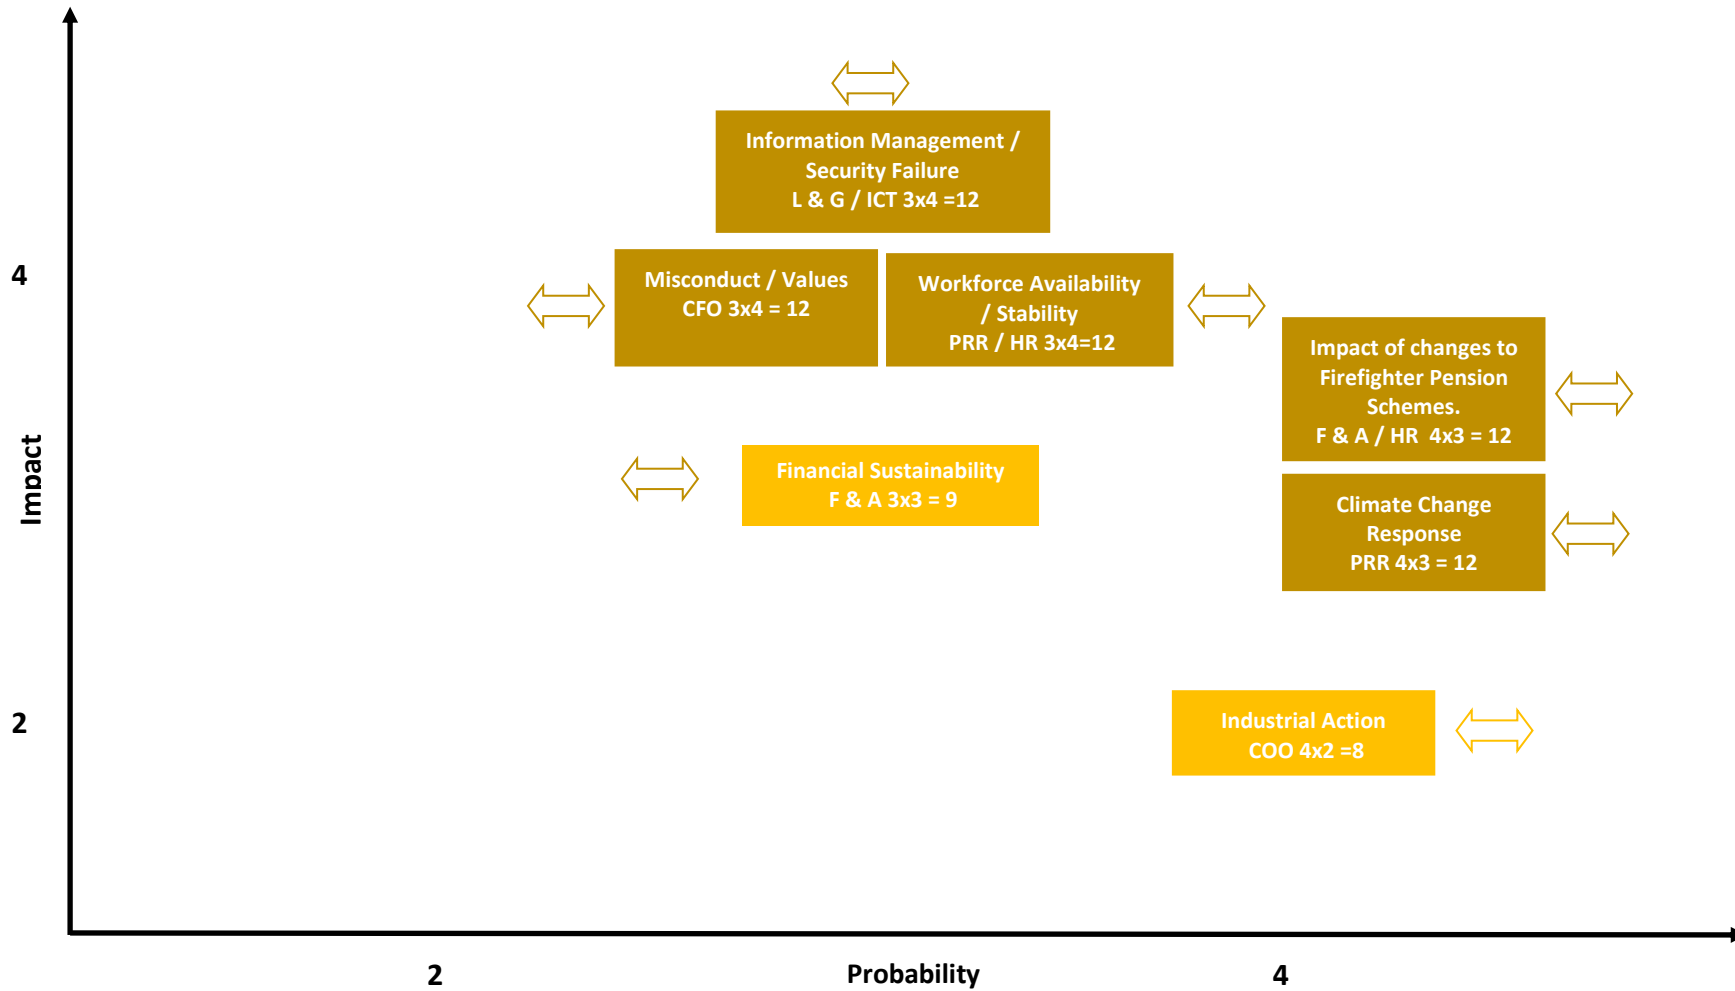 Information Management /
Security Failure
L & G / ICT 3x4 =12
4
Misconduct / Values
CFO 3x4 = 12
Workforce Availability
/ Stability
PRR / HR 3x4=12
Impact of changes to
Firefighter Pension
Schemes.
F & A / HR 4x3 = 12
Impact
Financial Sustainability
F & A 3x3 = 9
Climate Change
Response
PRR 4x3 = 12
2
Industrial Action
COO 4x2 =8
2
Probability
4